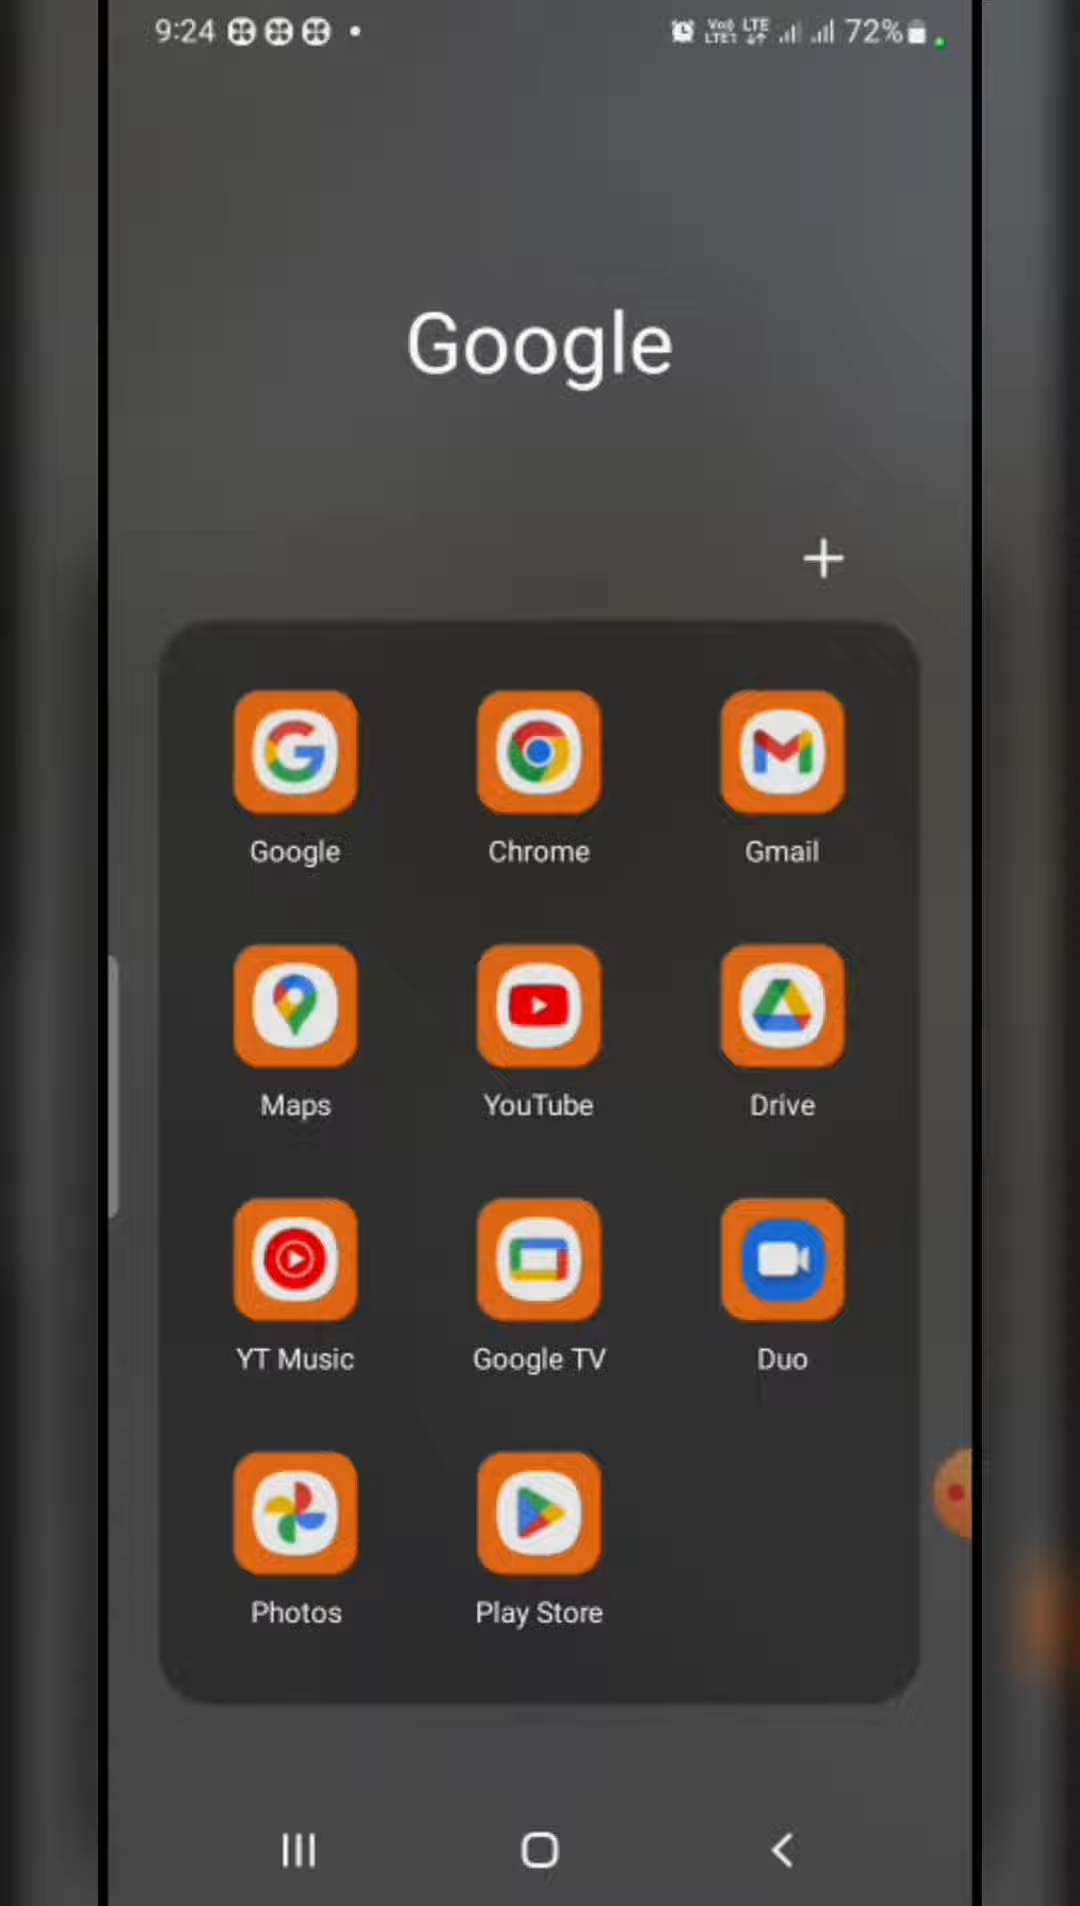 9:24 72%
Google
+
Google Chrome Gmail
Maps YouTube Drive
YT Music Google TV Duo
Photos Play Store